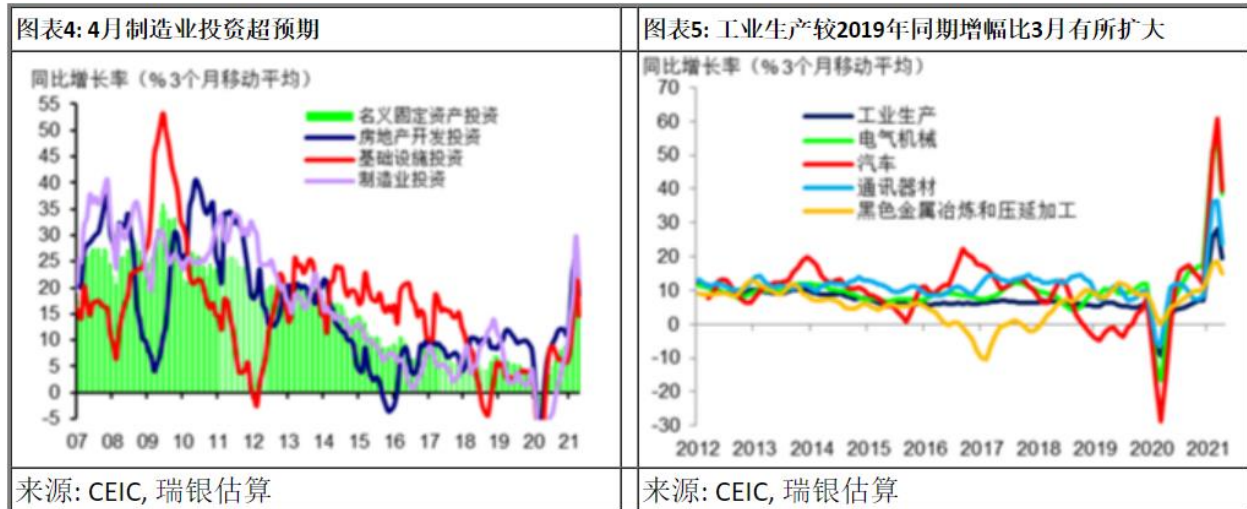 图表4: 4月制造业投资超预期
同比增长率（% 3个月移动平均）
名义固定资产投资
房地产开发投资
基础设施投资
制造业投资
55
50
45
40
35
30
25
20
15
10
5
0
-5
07 08 09 10 11 12 13 14 15 16 17 18 19 20 21
来源: CEIC, 瑞银估算
图表5: 工业生产较2019年同期增幅比3月有所扩大
同比增长率（% 3个月移动平均）
工业生产
电气机械
汽车
通讯器材
黑色金属冶炼和压延加工
70
60
50
40
30
20
10
0
-10
-20
-30
2012 2013 2014 2015 2016 2017 2018 2019 2020 2021
来源: CEIC, 瑞银估算